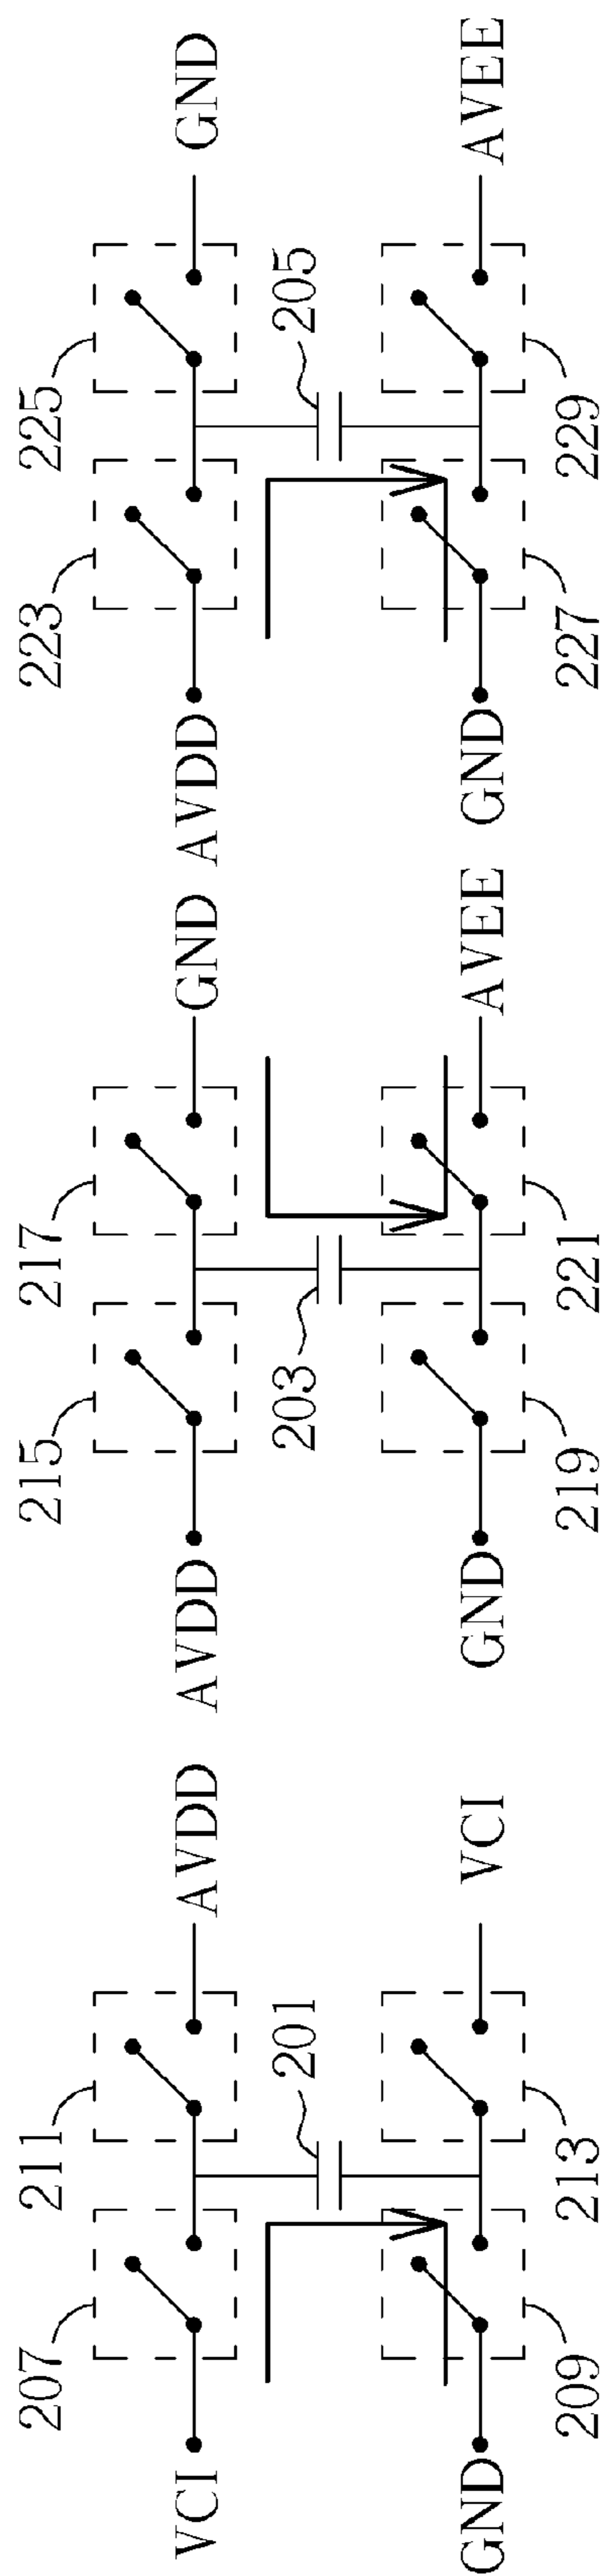 207
211
VCI
AVDD
201
GND
VCI
209
213
215
217
AVDD
GND
203
GND
AVEE
219
221
223
225
AVDD
GND
205
GND
AVEE
227
229